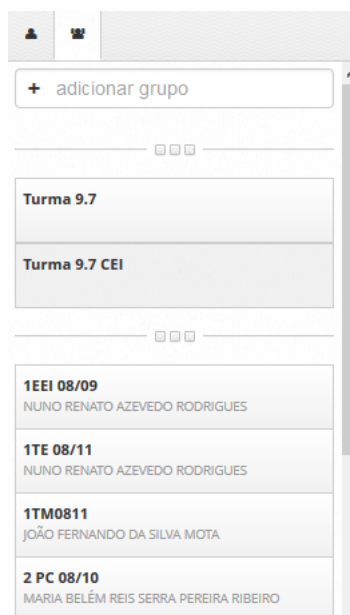 + adicionar grupo
Turma 9.7
Turma 9.7 CEI
1EEI 08/09
NUNO RENATO AZEVEDO RODRIGUES
1TE 08/11
NUNO RENATO AZEVEDO RODRIGUES
1TM0811
JOÃO FERNANDO DA SILVA MOTA
2 PC 08/10
MARIA BELÉM REIS SERRA PEREIRA RIBEIRO